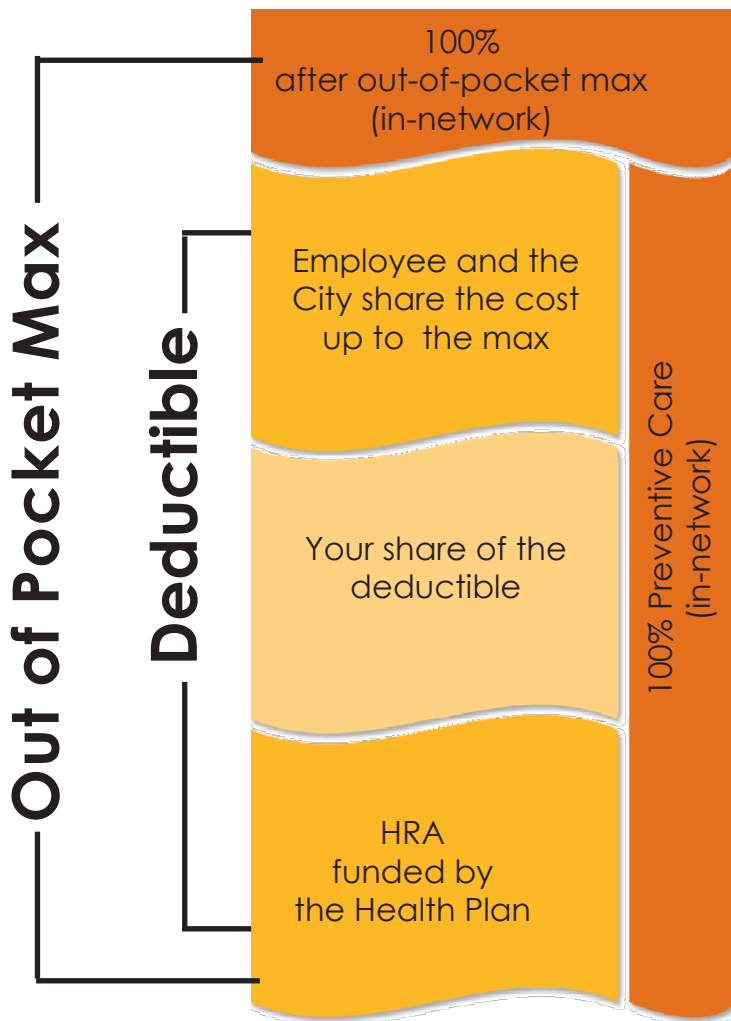 100%
after out-of-pocket max
(in-network)
Out of Pocket Max
Deductible
Employee and the
City share the cost
up to the max
Your share of the
deductible
HRA
funded by
the Health Plan
100% Preventive Care
(in-network)